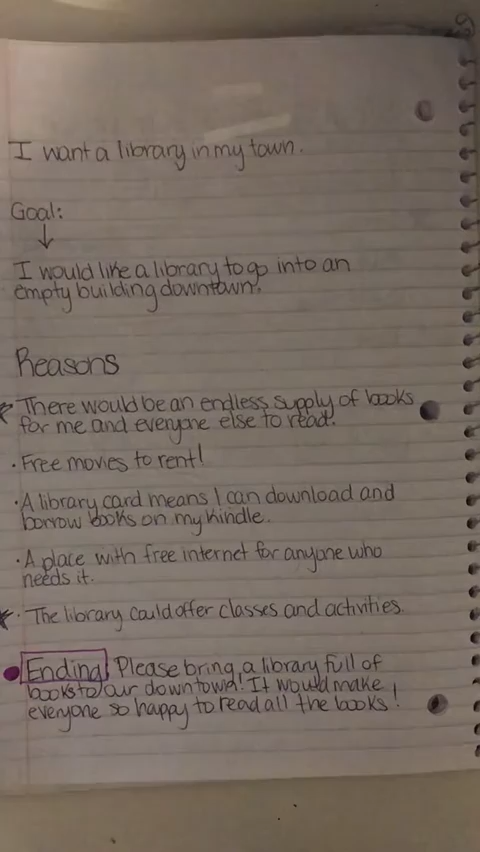 I want a library in my town.
Goal:
↓
I would like a library to go into an
empty building downtown.
Reasons
* There would be an endless supply of books
for me and everyone else to read.
· Free movies to rent!
· A library card means I can download and
borrow books on my Kindle.
· A place with free internet for anyone who
needs it.
* · The library could offer classes and activities.
Ending Please bring a library full of
books to our downtown! It would make
everyone so happy to read all the books!